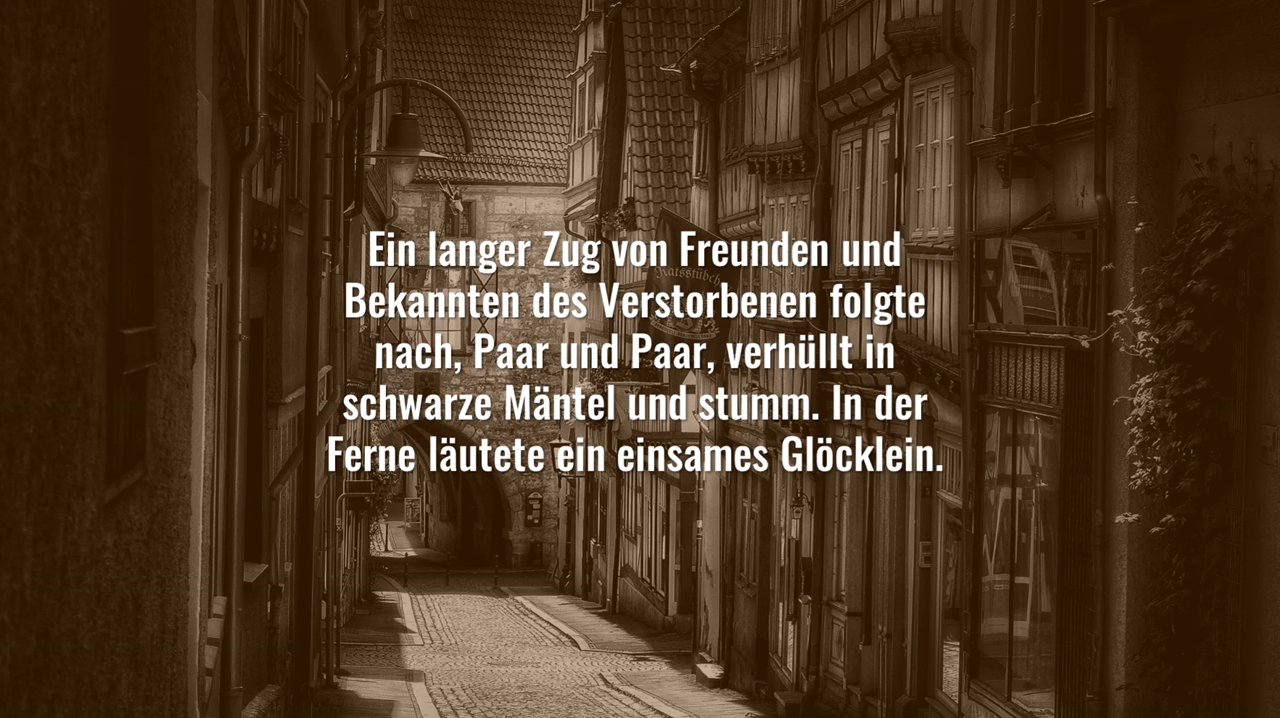 Ein langer Zug von Freunden und
Bekannten des Verstorbenen folgte
nach, Paar und Paar, verhüllt in
schwarze Mäntel und stumm. In der
Ferne läutete ein einsames Glöcklein.
Ratsstübchen